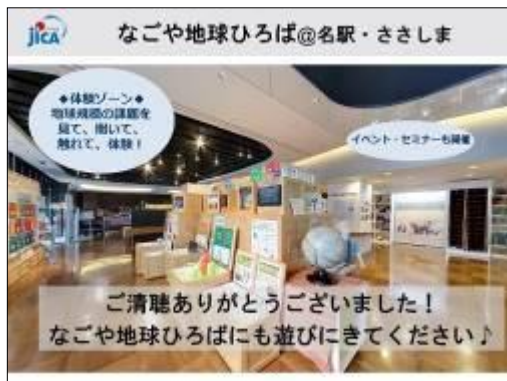 jica
なごや地球ひろば@名駅・ささしま
◆体験ゾーン◆
地球規模の課題を
見て、聞いて、
触れて、体験！
イベント・セミナーも開催
ご清聴ありがとうございました！
なごや地球ひろばにも遊びにきてください♪